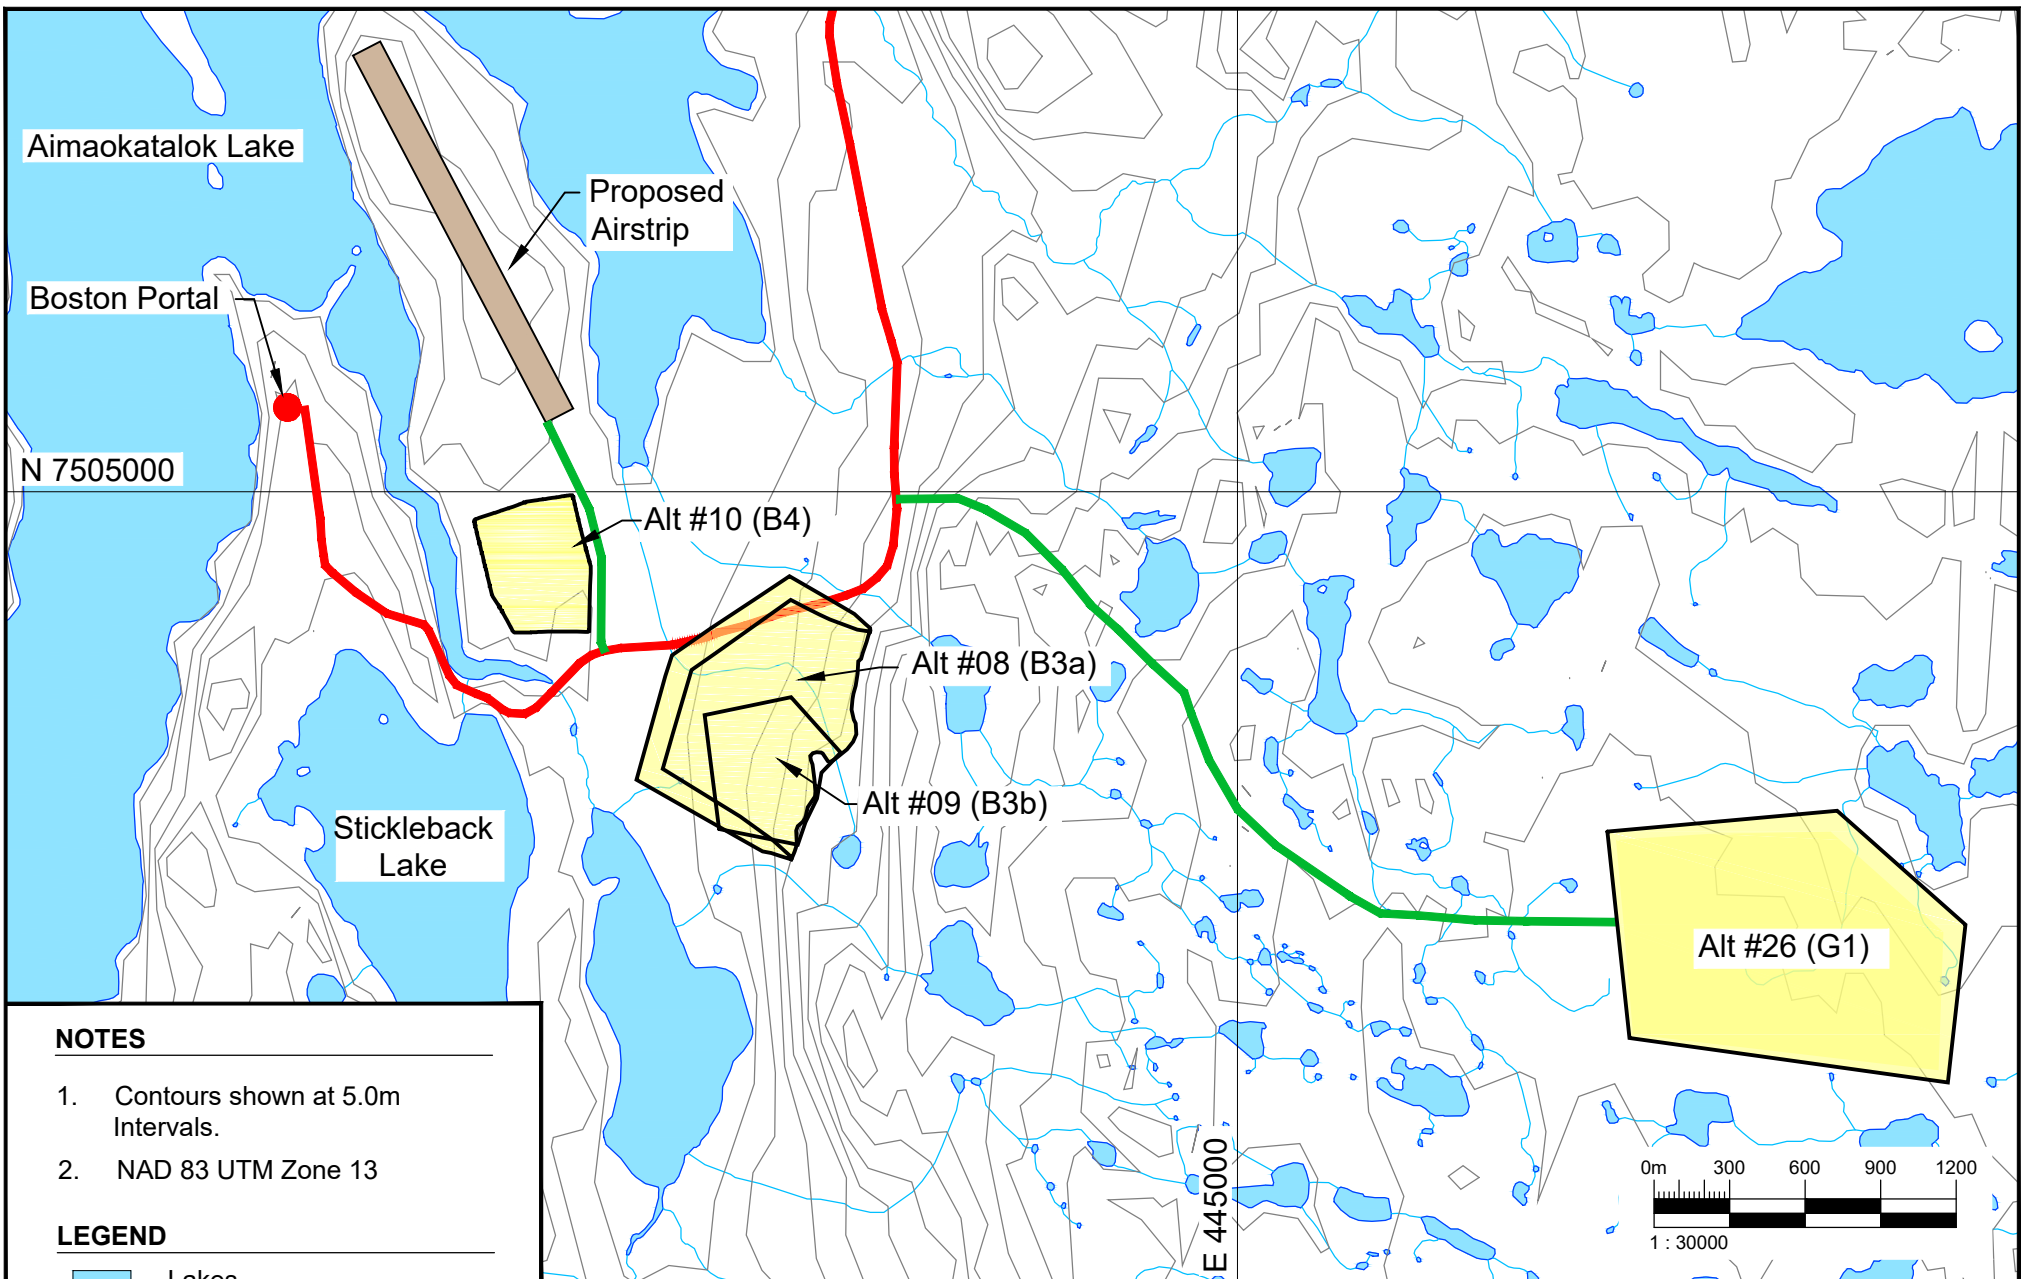 Aimaokatalok Lake
Proposed
Airstrip
Boston Portal
N 7505000
Alt #10 (B4)
Alt #08 (B3a)
Alt #09 (B3b)
Stickleback
Lake
Alt #26 (G1)
NOTES
1. Contours shown at 5.0m
Intervals.
2. NAD 83 UTM Zone 13
LEGEND
Lakes
E 445000
0m 300 600 900 1200
1 : 30000